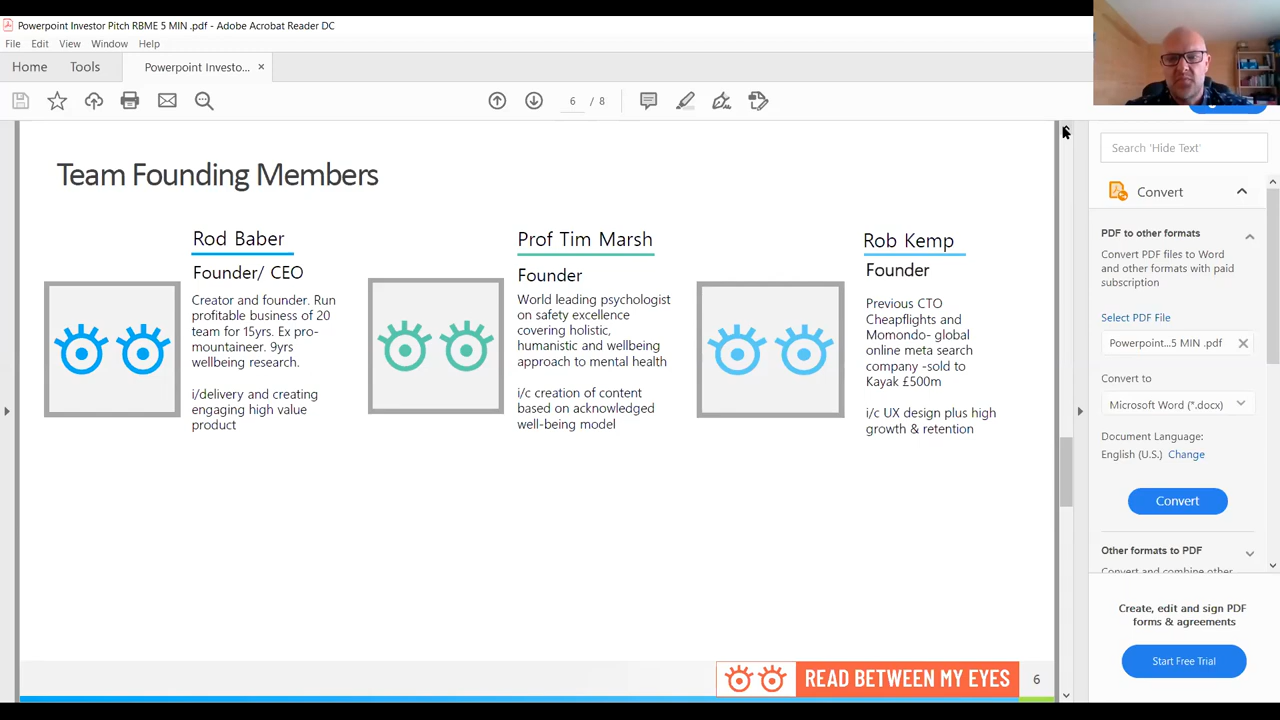 Powerpoint Investor Pitch RBME 5 MIN .pdf - Adobe Acrobat Reader DC
File Edit View Window Help
Home Tools Powerpoint Investo... ×
6 / 8
Team Founding Members
Rod Baber
Founder/ CEO
Creator and founder. Run
profitable business of 20
team for 15yrs. Ex pro-
mountaineer. 9yrs
wellbeing research.
i/delivery and creating
engaging high value
product
Prof Tim Marsh
Founder
World leading psychologist
on safety excellence
covering holistic,
humanistic and wellbeing
approach to mental health
i/c creation of content
based on acknowledged
well-being model
Rob Kemp
Founder
Previous CTO
Cheapflights and
Momondo- global
online meta search
company -sold to
Kayak £500m
i/c UX design plus high
growth & retention
READ BETWEEN MY EYES
6
Search 'Hide Text'
Convert
PDF to other formats
Convert PDF files to Word
and other formats with paid
subscription
Select PDF File
Powerpoint...5 MIN .pdf
Convert to
Microsoft Word (*.docx)
Document Language:
English (U.S.) Change
Convert
Other formats to PDF
Convert and combine other
Create, edit and sign PDF
forms & agreements
Start Free Trial